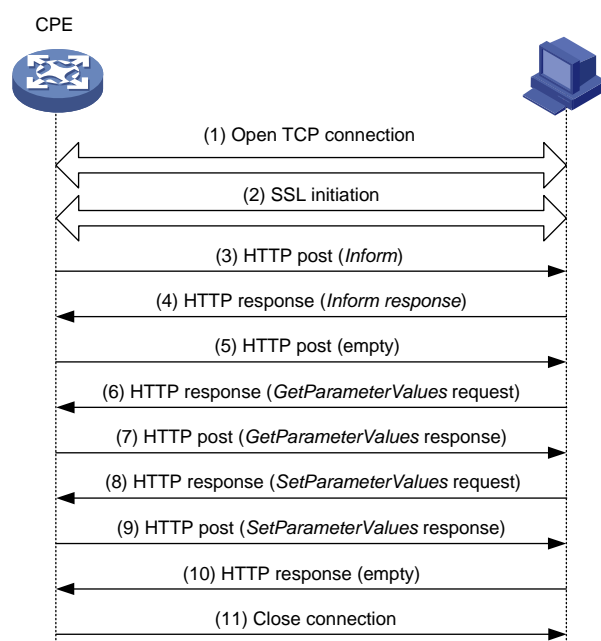 CPE
(1) Open TCP connection
(2) SSL initiation
(3) HTTP post (Inform)
(4) HTTP response (Inform response)
(5) HTTP post (empty)
(6) HTTP response (GetParameterValues request)
(7) HTTP post (GetParameterValues response)
(8) HTTP response (SetParameterValues request)
(9) HTTP post (SetParameterValues response)
(10) HTTP response (empty)
(11) Close connection